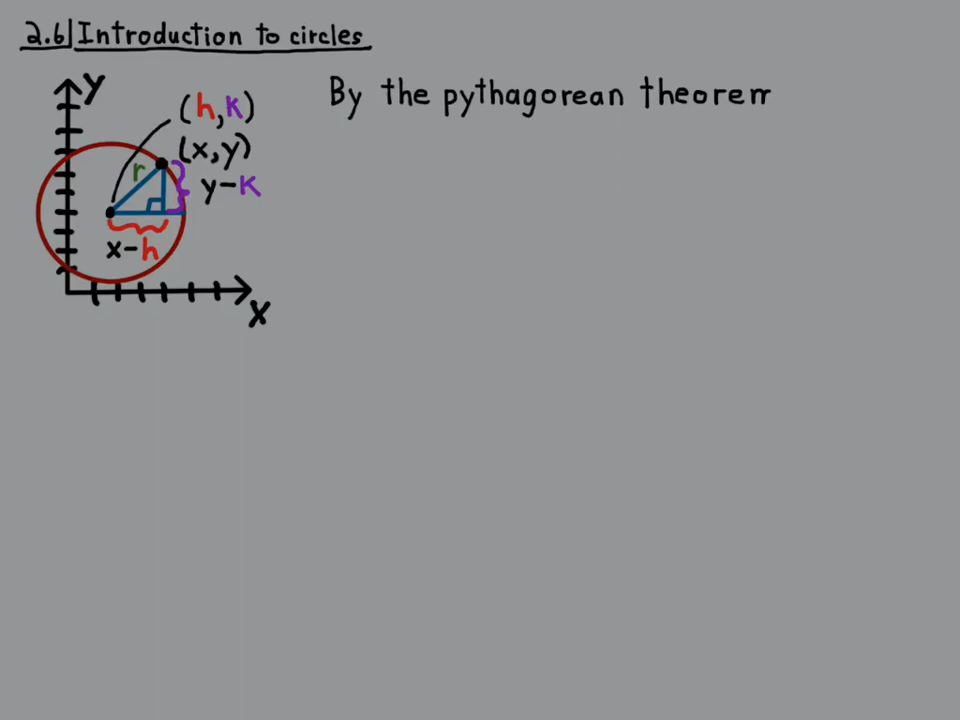 2.6 Introduction to circles
By the pythagorean theorem
y
(h,k)
(x,y)
r
y-k
x-h
x